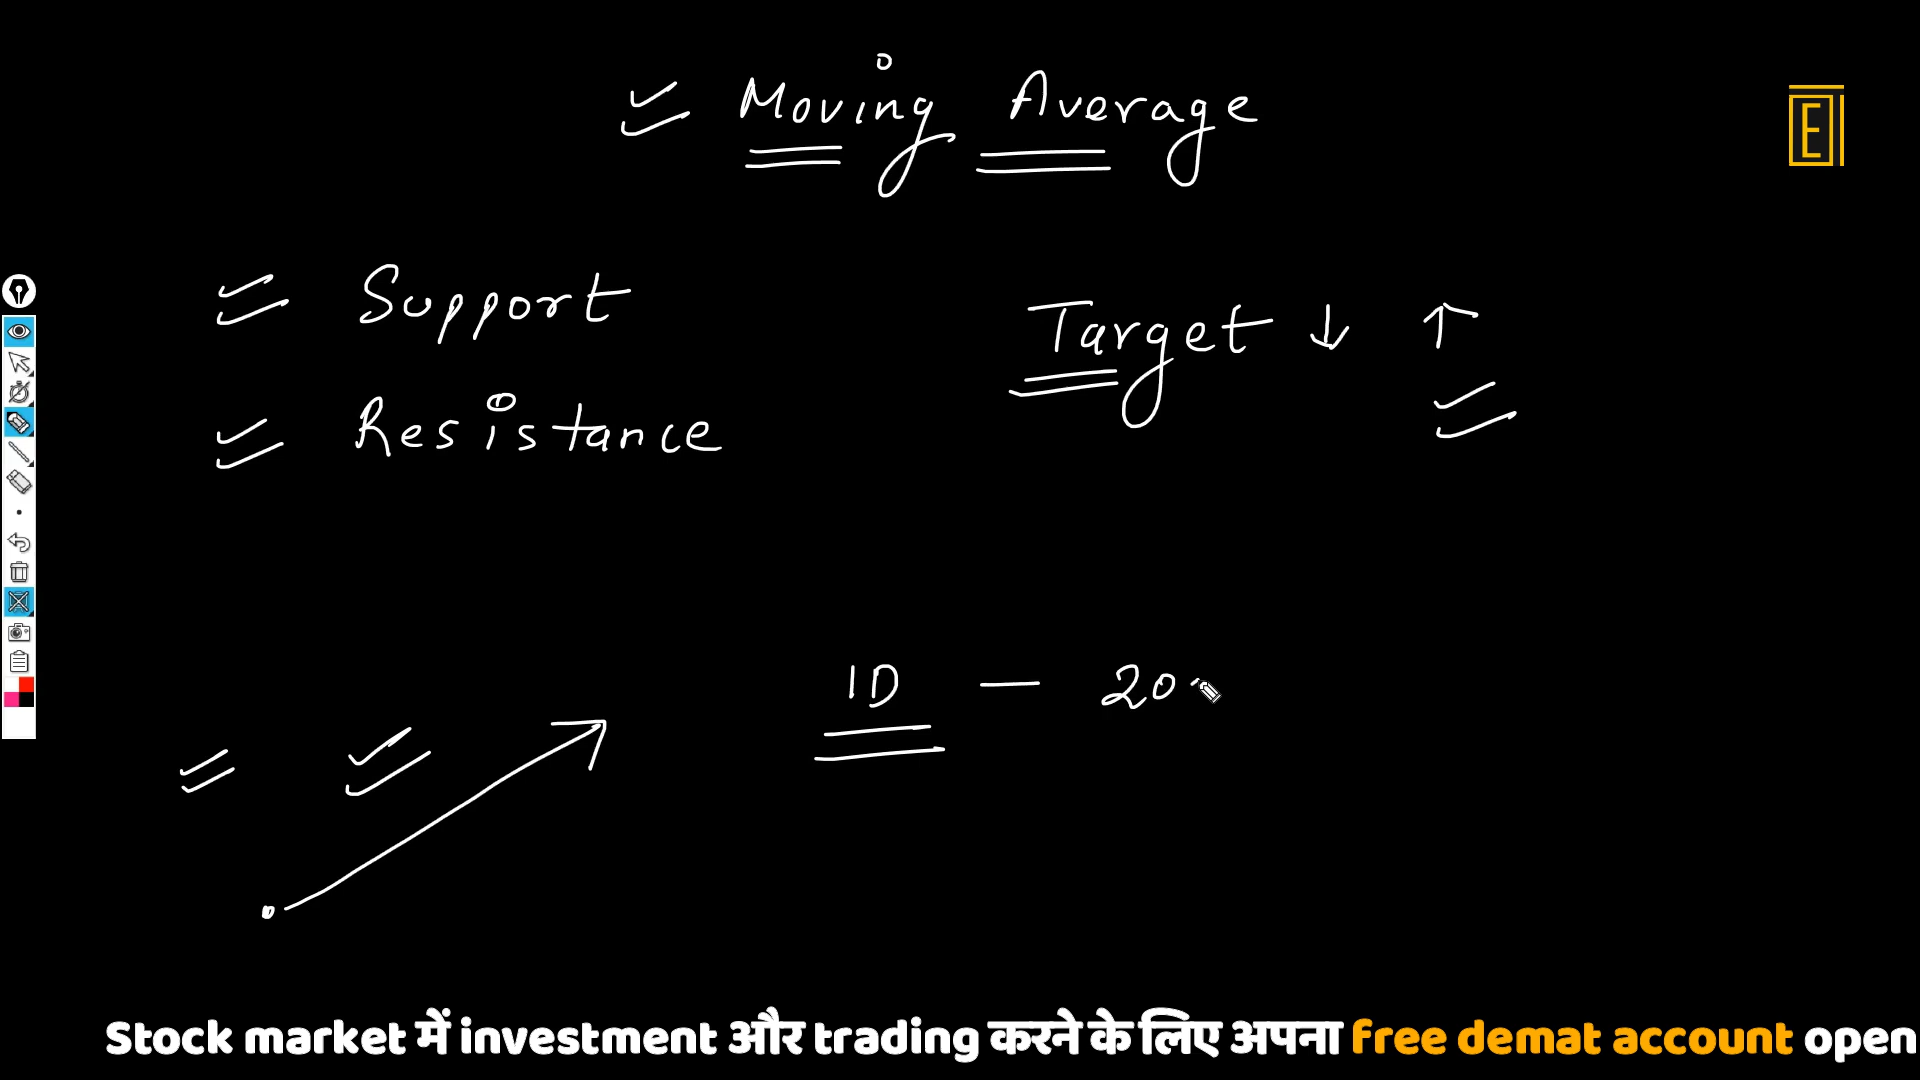 Moving Average
Support
Target ↓ ↑
Resistance
1D — 20
E
Stock market में investment और trading करने के लिए अपना free demat account open